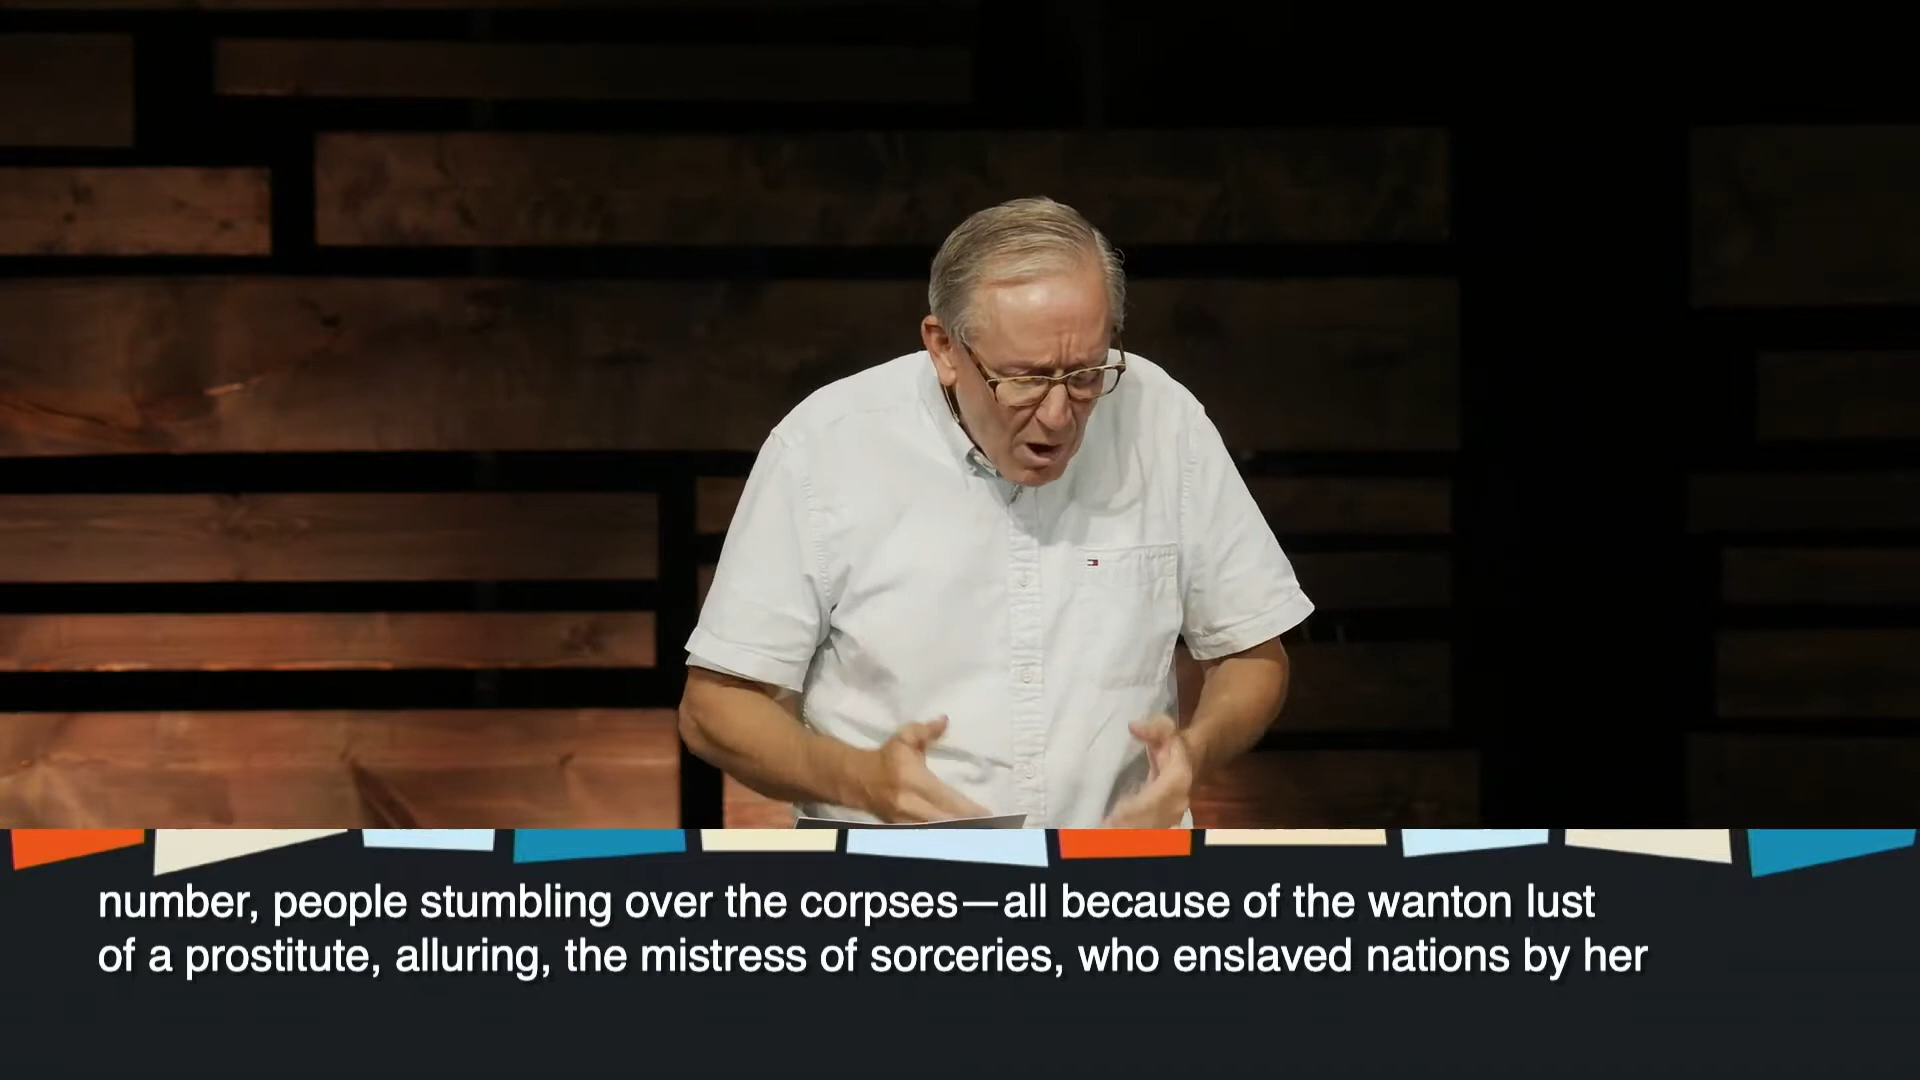 number, people stumbling over the corpses—all because of the wanton lust
of a prostitute, alluring, the mistress of sorceries, who enslaved nations by her